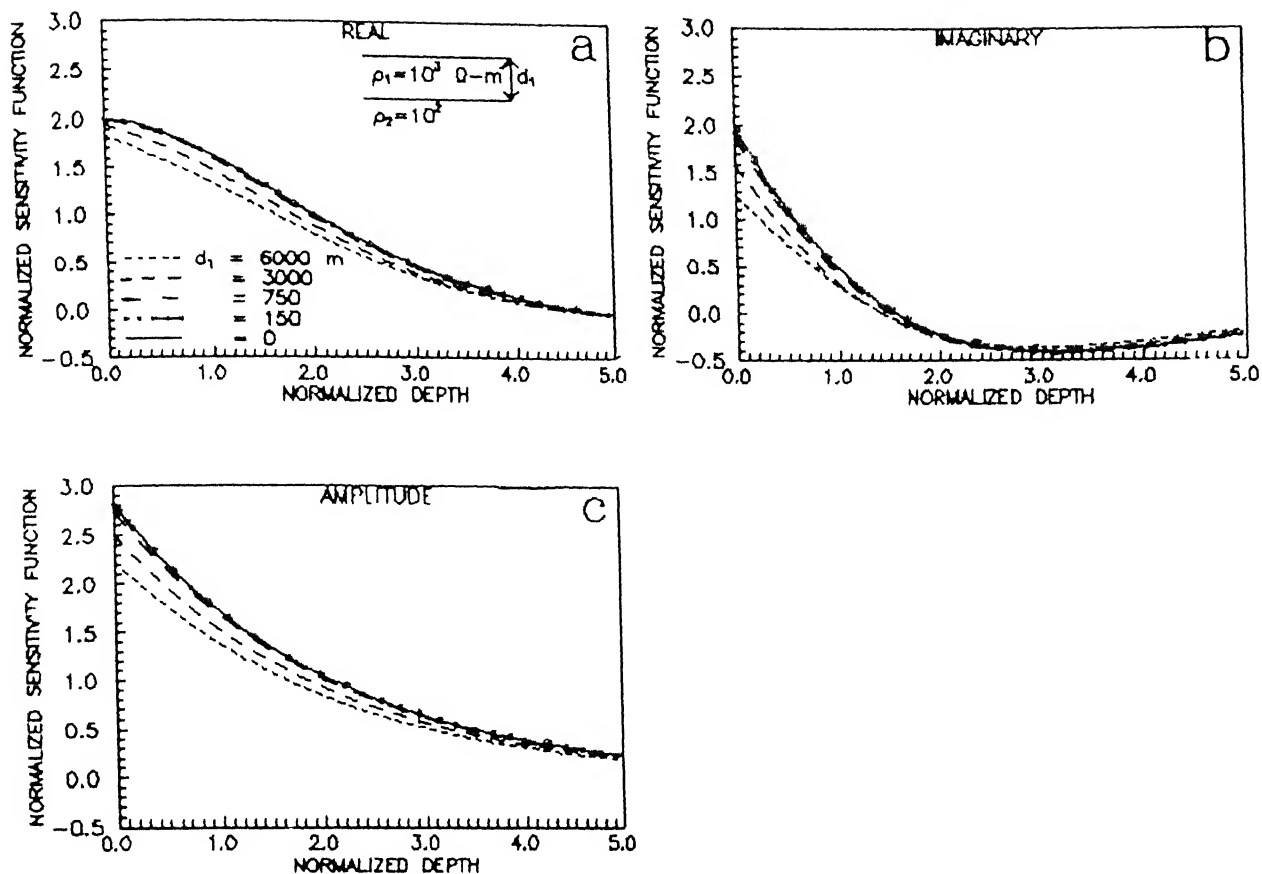 REAL
a
ρ₁=10³ Ω-m d₁
ρ₂=10²
3.0
2.5
2.0
1.5
1.0
0.5
0.0
-0.5
NORMALIZED SENSITIVITY FUNCTION
d₁ = 6000 m
= 3000
= 750
= 150
= 0
0.0 1.0 2.0 3.0 4.0 5.0
NORMALIZED DEPTH
IMAGINARY
b
3.0
2.5
2.0
1.5
1.0
0.5
0.0
-0.5
NORMALIZED SENSITIVITY FUNCTION
0.0 1.0 2.0 3.0 4.0 5.0
NORMALIZED DEPTH
AMPLITUDE
c
3.0
2.5
2.0
1.5
1.0
0.5
0.0
-0.5
NORMALIZED SENSITIVITY FUNCTION
0.0 1.0 2.0 3.0 4.0 5.0
NORMALIZED DEPTH